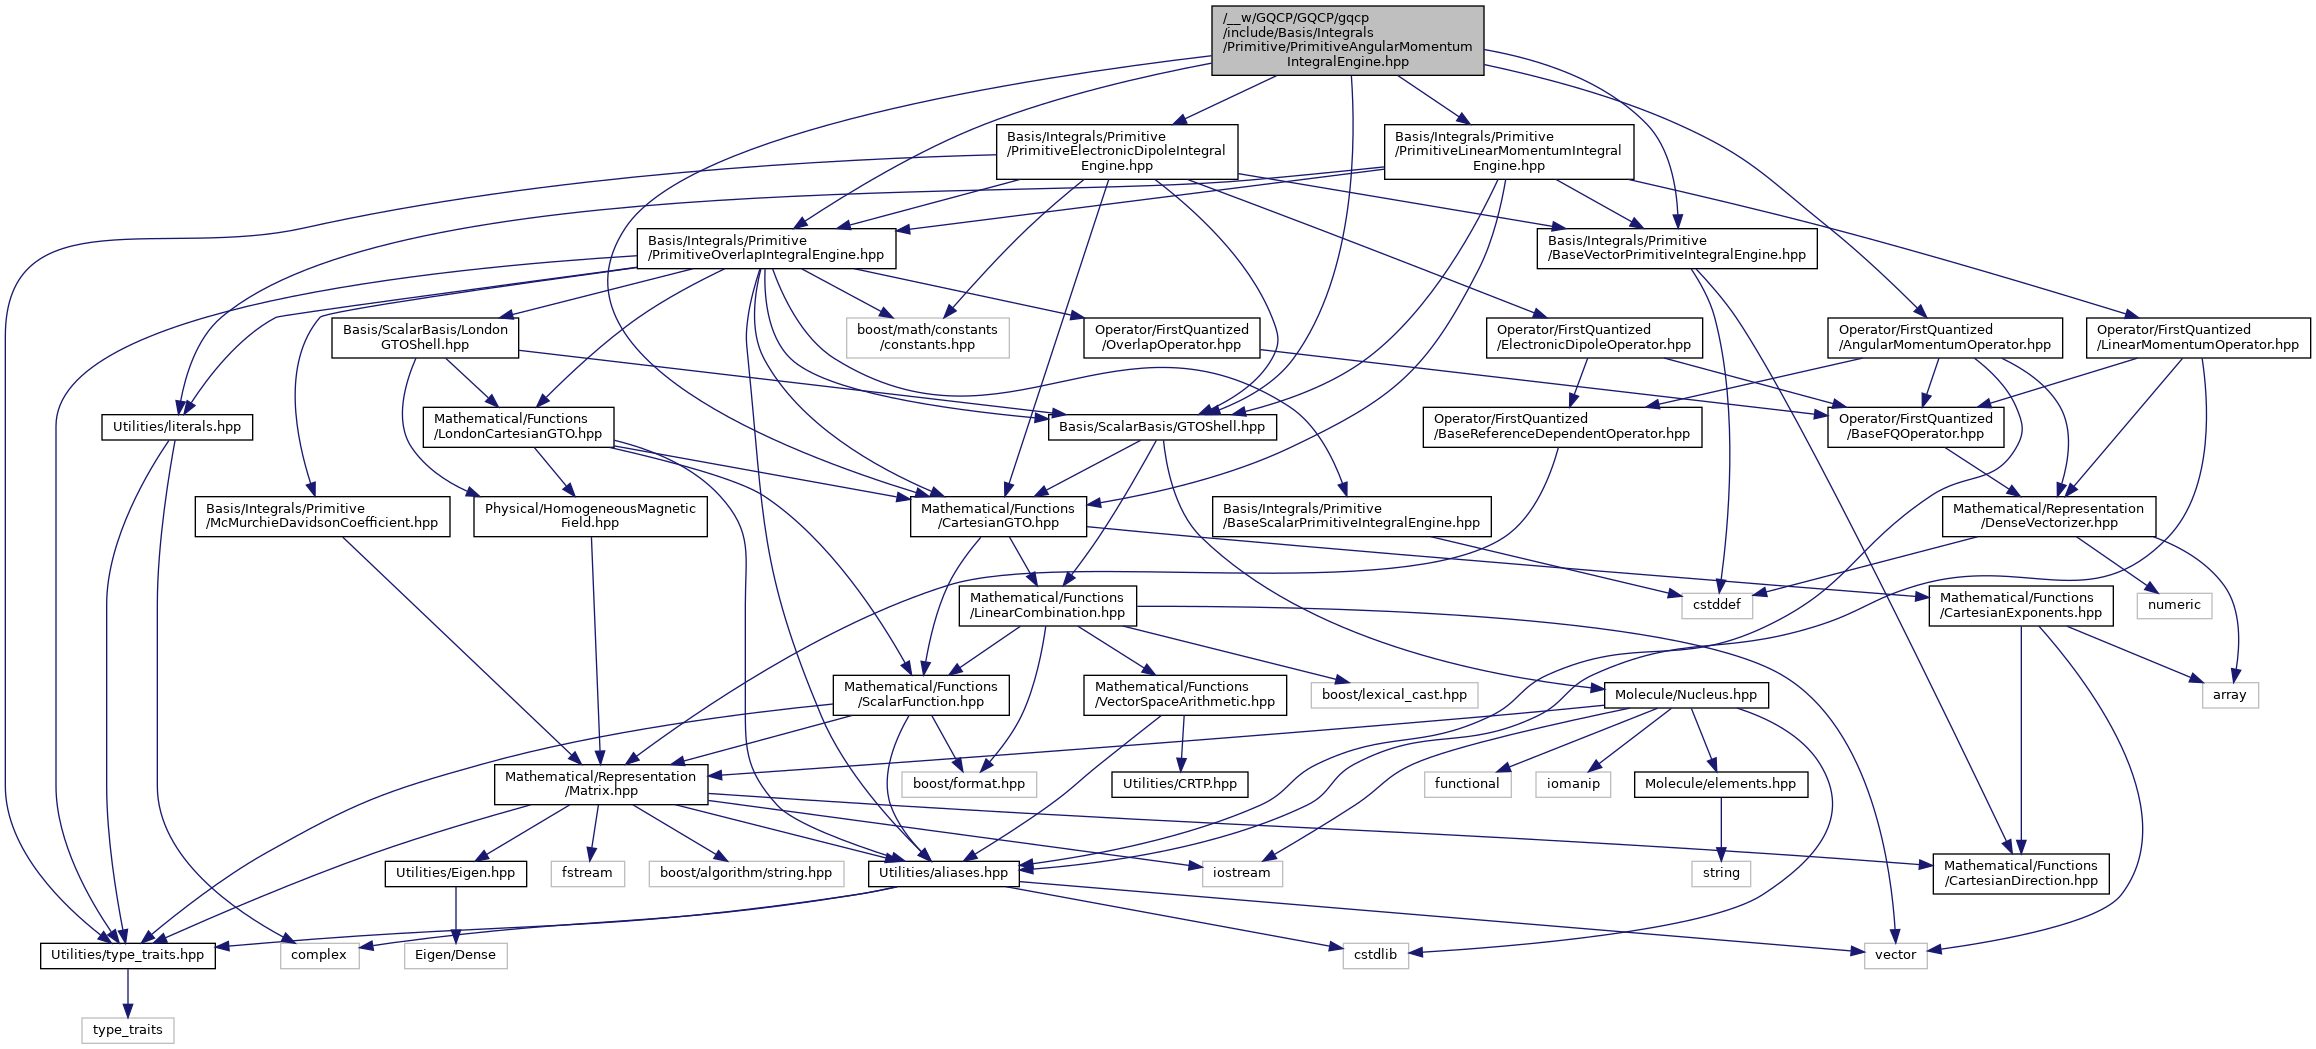 /__w/GQCP/GQCP/gqcp
/include/Basis/Integrals
/Primitive/PrimitiveAngularMomentum
IntegralEngine.hpp
Basis/Integrals/Primitive
/PrimitiveElectronicDipoleIntegral
Engine.hpp
Basis/Integrals/Primitive
/PrimitiveLinearMomentumIntegral
Engine.hpp
Basis/Integrals/Primitive
/PrimitiveOverlapIntegralEngine.hpp
Basis/Integrals/Primitive
/BaseVectorPrimitiveIntegralEngine.hpp
Basis/ScalarBasis/London
GTOShell.hpp
boost/math/constants
/constants.hpp
Operator/FirstQuantized
/OverlapOperator.hpp
Operator/FirstQuantized
/ElectronicDipoleOperator.hpp
Operator/FirstQuantized
/AngularMomentumOperator.hpp
Operator/FirstQuantized
/LinearMomentumOperator.hpp
Utilities/literals.hpp
Mathematical/Functions
/LondonCartesianGTO.hpp
Basis/ScalarBasis/GTOShell.hpp
Operator/FirstQuantized
/BaseReferenceDependentOperator.hpp
Operator/FirstQuantized
/BaseFQOperator.hpp
Basis/Integrals/Primitive
/McMurchieDavidsonCoefficient.hpp
Physical/HomogeneousMagnetic
Field.hpp
Mathematical/Functions
/CartesianGTO.hpp
Basis/Integrals/Primitive
/BaseScalarPrimitiveIntegralEngine.hpp
Mathematical/Representation
/DenseVectorizer.hpp
Mathematical/Functions
/LinearCombination.hpp
cstddef
Mathematical/Functions
/CartesianExponents.hpp
numeric
Mathematical/Functions
/ScalarFunction.hpp
Mathematical/Functions
/VectorSpaceArithmetic.hpp
boost/lexical_cast.hpp
Molecule/Nucleus.hpp
array
Mathematical/Representation
/Matrix.hpp
boost/format.hpp
Utilities/CRTP.hpp
functional
iomanip
Molecule/elements.hpp
Utilities/Eigen.hpp
fstream
boost/algorithm/string.hpp
Utilities/aliases.hpp
iostream
string
Mathematical/Functions
/CartesianDirection.hpp
Utilities/type_traits.hpp
complex
Eigen/Dense
cstdlib
vector
type_traits